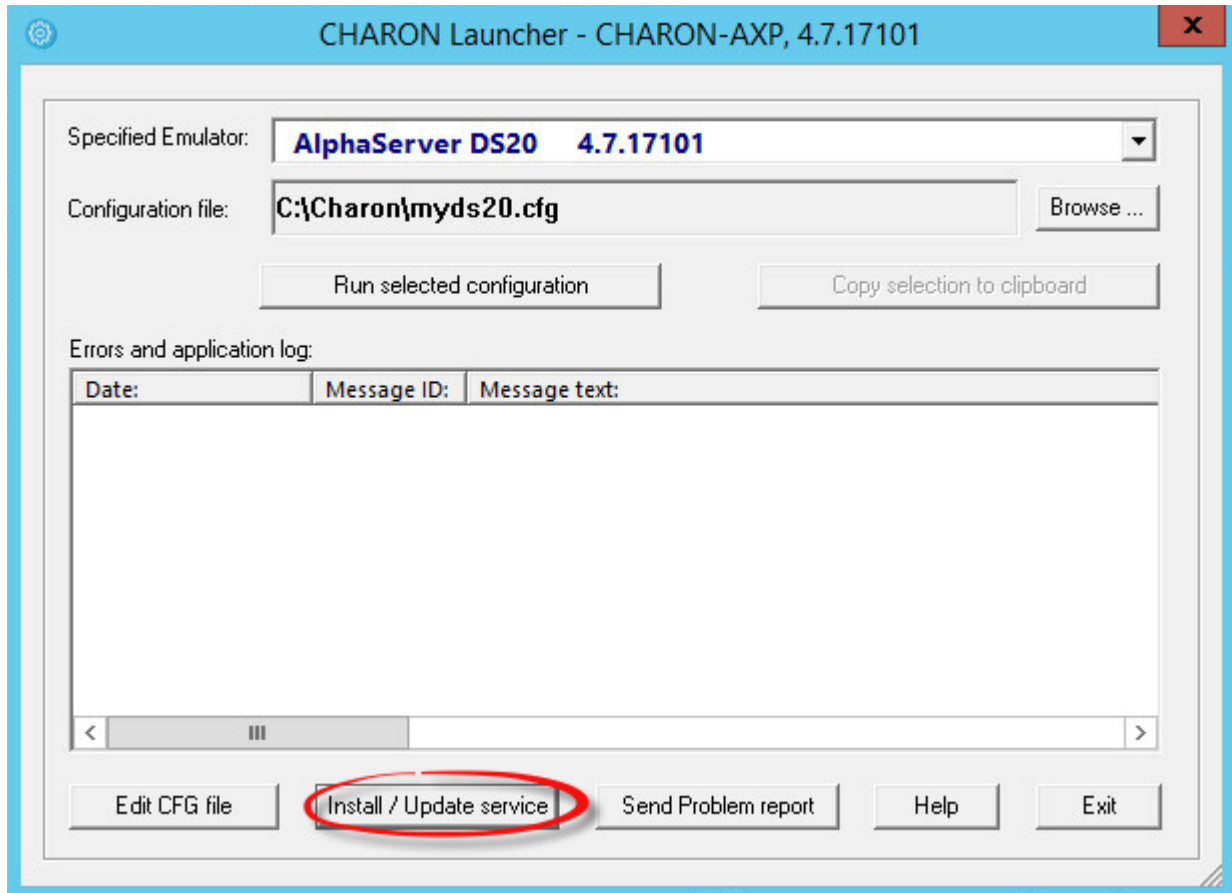 CHARON Launcher - CHARON-AXP, 4.7.17101
x
Specified Emulator: AlphaServer DS20 4.7.17101
Configuration file: C:\Charon\myds20.cfg Browse ...
Run selected configuration Copy selection to clipboard
Errors and application log:
Date: Message ID: Message text:
Edit CFG file Install / Update service Send Problem report Help Exit